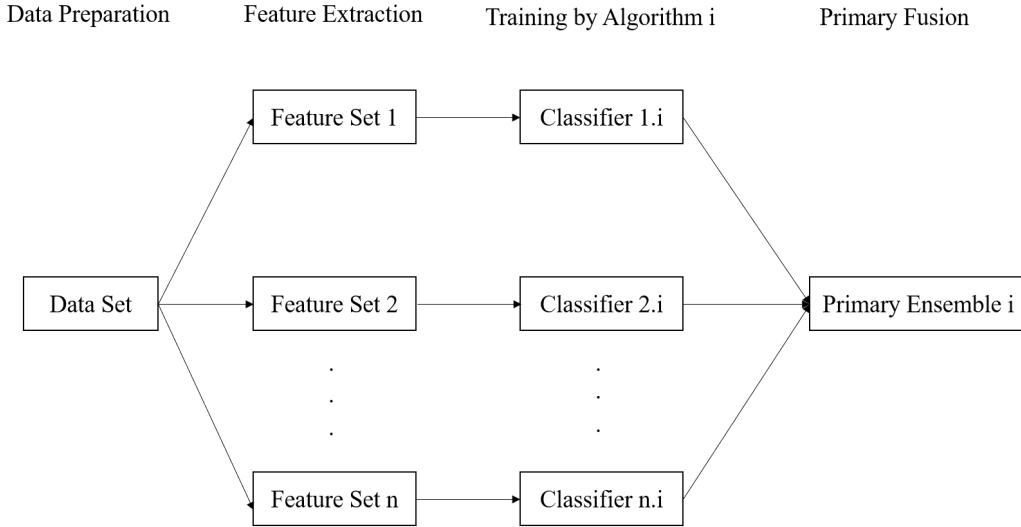 Data Preparation
Feature Extraction
Training by Algorithm i
Primary Fusion
Feature Set 1
Classifier 1.i
Data Set
Feature Set 2
Classifier 2.i
Primary Ensemble i
.
.
.
.
.
.
Feature Set n
Classifier n.i